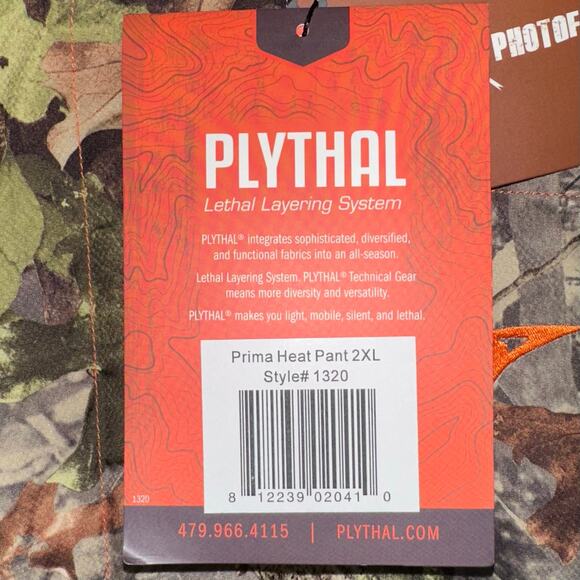 PHOTOF
PLYTHAL
Lethal Layering System
PLYTHAL® integrates sophisticated, diversified,
and functional fabrics into an all-season.
Lethal Layering System. PLYTHAL® Technical Gear
means more diversity and versatility.
PLYTHAL® makes you light, mobile, silent, and lethal.
Prima Heat Pant 2XL
Style# 1320
8 12239 02041 0
1320
479.966.4115 | PLYTHAL.COM